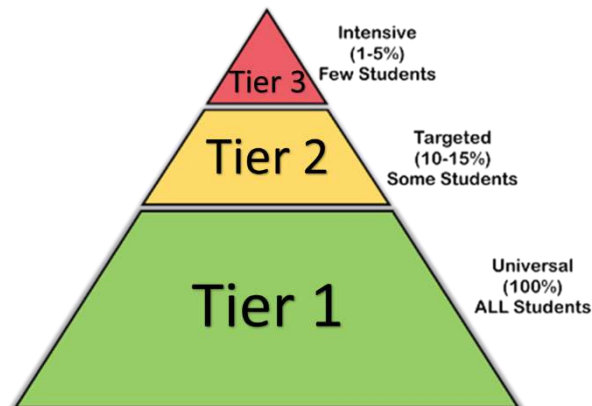 Intensive
(1-5%)
Few Students
Tier 3
Targeted
(10-15%)
Some Students
Tier 2
Universal
(100%)
ALL Students
Tier 1